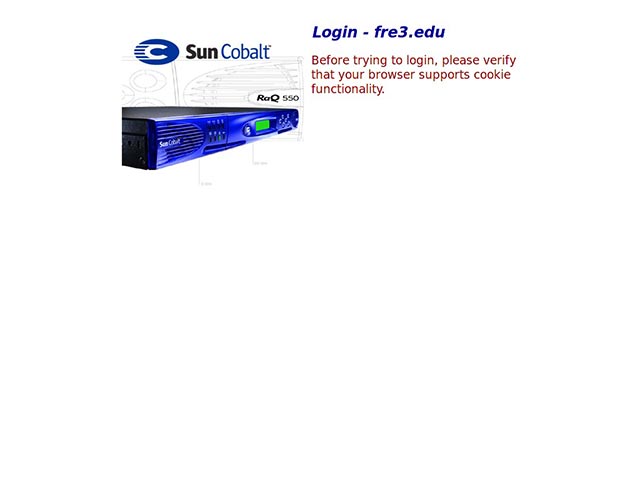 Sun Cobalt
Login - fre3.edu
Before trying to login, please verify
that your browser supports cookie
functionality.
RaQ 550
Sun Cobalt